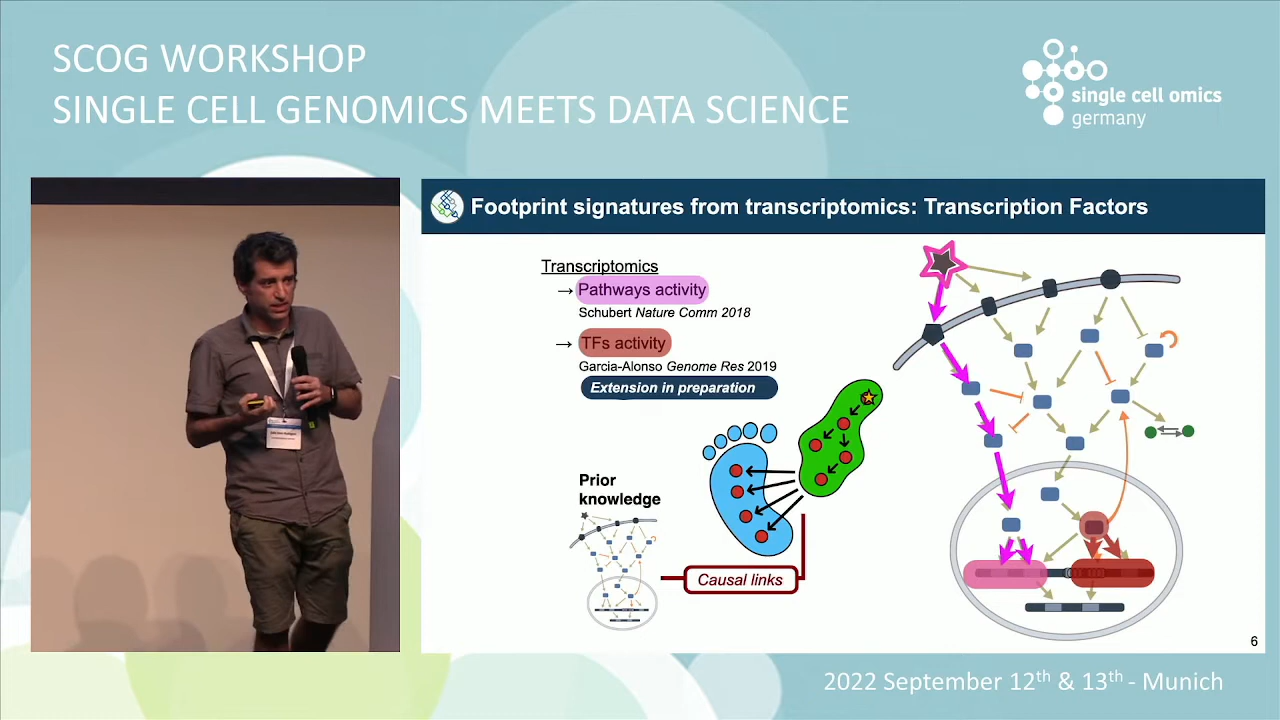 SCOG WORKSHOP
SINGLE CELL GENOMICS MEETS DATA SCIENCE
single cell omics
germany
Footprint signatures from transcriptomics: Transcription Factors
Transcriptomics
→ Pathways activity
Schubert Nature Comm 2018
→ TFs activity
Garcia-Alonso Genome Res 2019
Extension in preparation
Prior
knowledge
Causal links
6
2022 September 12th & 13th - Munich